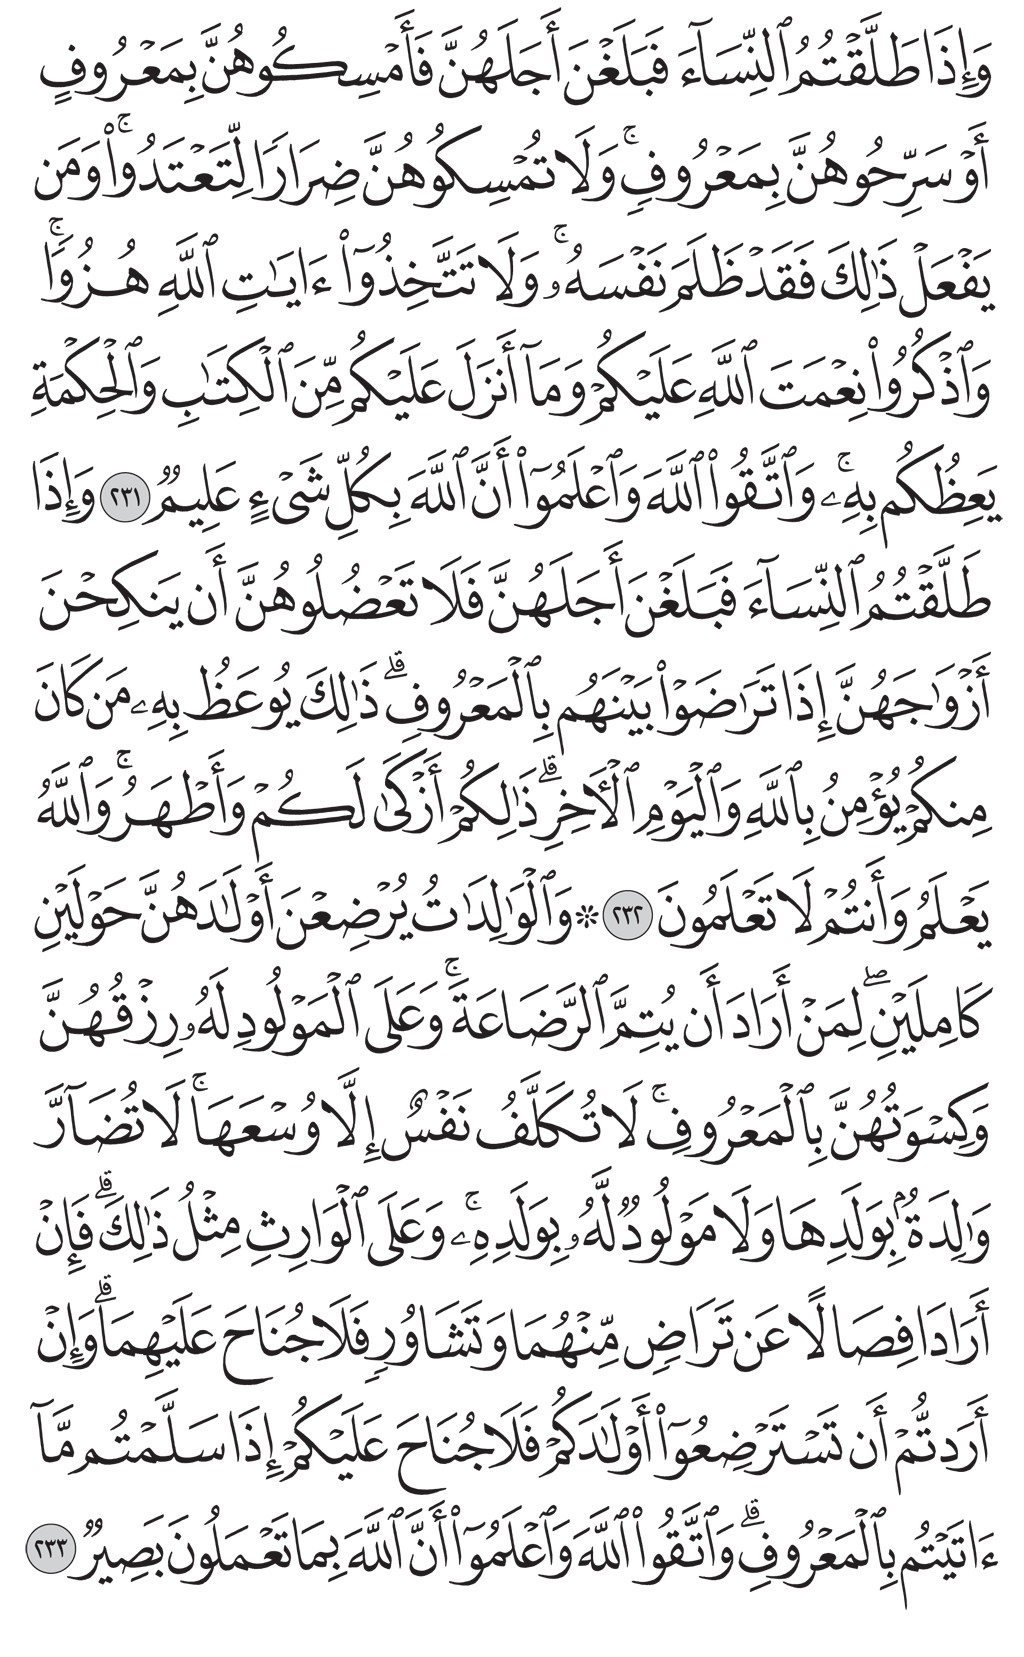 وَإِذَا طَلَّقْتُمُ ٱلنِّسَآءَ فَبَلَغْنَ أَجَلَهُنَّ فَأَمْسِكُوهُنَّ بِمَعْرُوفٍ
أَوْ سَرِّحُوهُنَّ بِمَعْرُوفٍۚ وَلَا تُمْسِكُوهُنَّ ضِرَارًا لِّتَعْتَدُوا۟ۚ وَمَن
يَفْعَلْ ذَٰلِكَ فَقَدْ ظَلَمَ نَفْسَهُۥۚ وَلَا تَتَّخِذُوٓا۟ ءَايَـٰتِ ٱللَّهِ هُزُوًاۚ
وَٱذْكُرُوا۟ نِعْمَتَ ٱللَّهِ عَلَيْكُمْ وَمَآ أَنزَلَ عَلَيْكُم مِّنَ ٱلْكِتَـٰبِ وَٱلْحِكْمَةِ
يَعِظُكُم بِهِۦۚ وَٱتَّقُوا۟ ٱللَّهَ وَٱعْلَمُوٓا۟ أَنَّ ٱللَّهَ بِكُلِّ شَىْءٍ عَلِيمٌ ٢٣١ وَإِذَا
طَلَّقْتُمُ ٱلنِّسَآءَ فَبَلَغْنَ أَجَلَهُنَّ فَلَا تَعْضُلُوهُنَّ أَن يَنكِحْنَ
أَزْوَٰجَهُنَّ إِذَا تَرَٰضَوْا۟ بَيْنَهُم بِٱلْمَعْرُوفِۗ ذَٰلِكَ يُوعَظُ بِهِۦ مَن كَانَ
مِنكُمْ يُؤْمِنُ بِٱللَّهِ وَٱلْيَوْمِ ٱلْـَٔاخِرِۗ ذَٰلِكُمْ أَزْكَىٰ لَكُمْ وَأَطْهَرُۚ وَٱللَّهُ
يَعْلَمُ وَأَنتُمْ لَا تَعْلَمُونَ ٢٣٢ ۞ وَٱلْوَٰلِدَٰتُ يُرْضِعْنَ أَوْلَـٰدَهُنَّ حَوْلَيْنِ
كَامِلَيْنِۖ لِمَنْ أَرَادَ أَن يُتِمَّ ٱلرَّضَاعَةَۚ وَعَلَى ٱلْمَوْلُودِ لَهُۥ رِزْقُهُنَّ
وَكِسْوَتُهُنَّ بِٱلْمَعْرُوفِۚ لَا تُكَلَّفُ نَفْسٌ إِلَّا وُسْعَهَاۚ لَا تُضَآرَّ
وَٰلِدَةٌۢ بِوَلَدِهَا وَلَا مَوْلُودٌ لَّهُۥ بِوَلَدِهِۦۚ وَعَلَى ٱلْوَارِثِ مِثْلُ ذَٰلِكَۗ فَإِنْ
أَرَادَا فِصَالًا عَن تَرَاضٍ مِّنْهُمَا وَتَشَاوُرٍ فَلَا جُنَاحَ عَلَيْهِمَاۗ وَإِنْ
أَرَدتُّمْ أَن تَسْتَرْضِعُوٓا۟ أَوْلَـٰدَكُمْ فَلَا جُنَاحَ عَلَيْكُمْ إِذَا سَلَّمْتُم مَّآ
ءَاتَيْتُم بِٱلْمَعْرُوفِۗ وَٱتَّقُوا۟ ٱللَّهَ وَٱعْلَمُوٓا۟ أَنَّ ٱللَّهَ بِمَا تَعْمَلُونَ بَصِيرٌ ٢٣٣